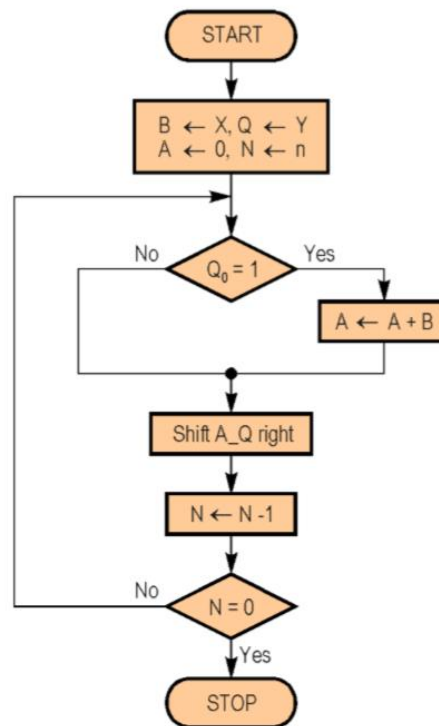 START
B ← X, Q ← Y
A ← 0, N ← n
No
Yes
Q₀ = 1
A ← A + B
Shift A_Q right
N ← N -1
No
N = 0
Yes
STOP